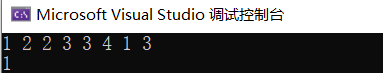 Microsoft Visual Studio 调试控制台
1 2 2 3 3 4 1 3
1